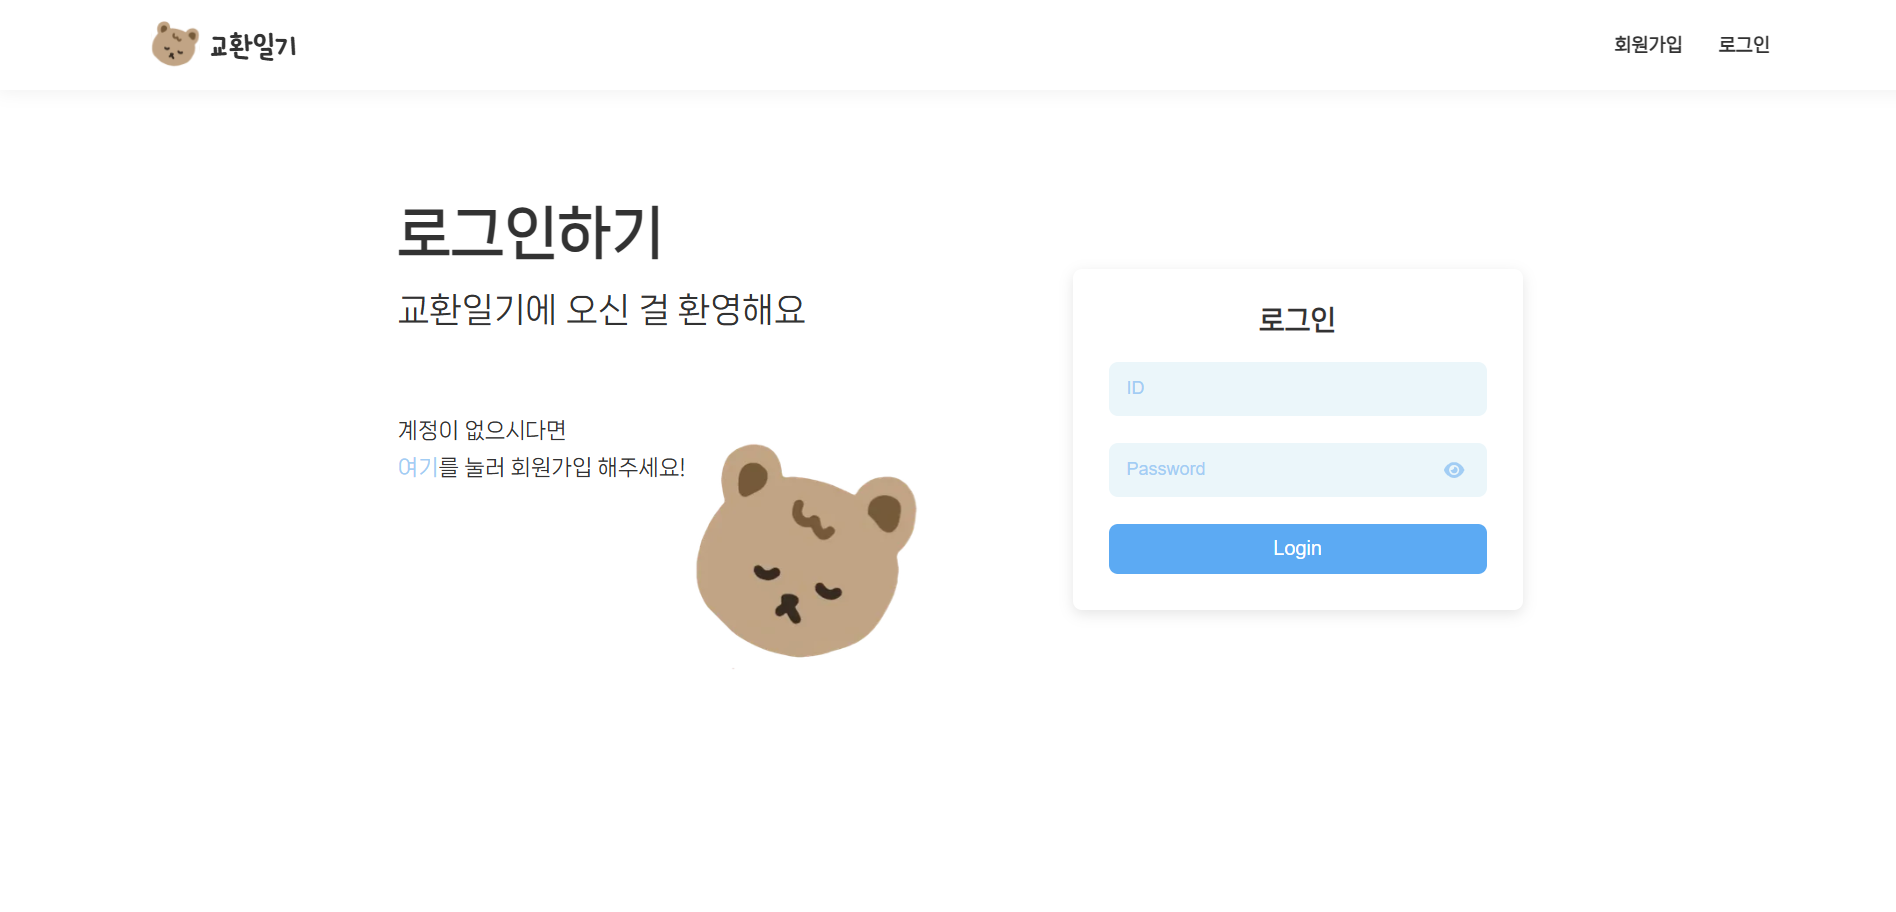 교환일기
회원가입
로그인
로그인하기
교환일기에 오신 걸 환영해요
계정이 없으시다면
여기를 눌러 회원가입 해주세요!
로그인
ID
Password
Login